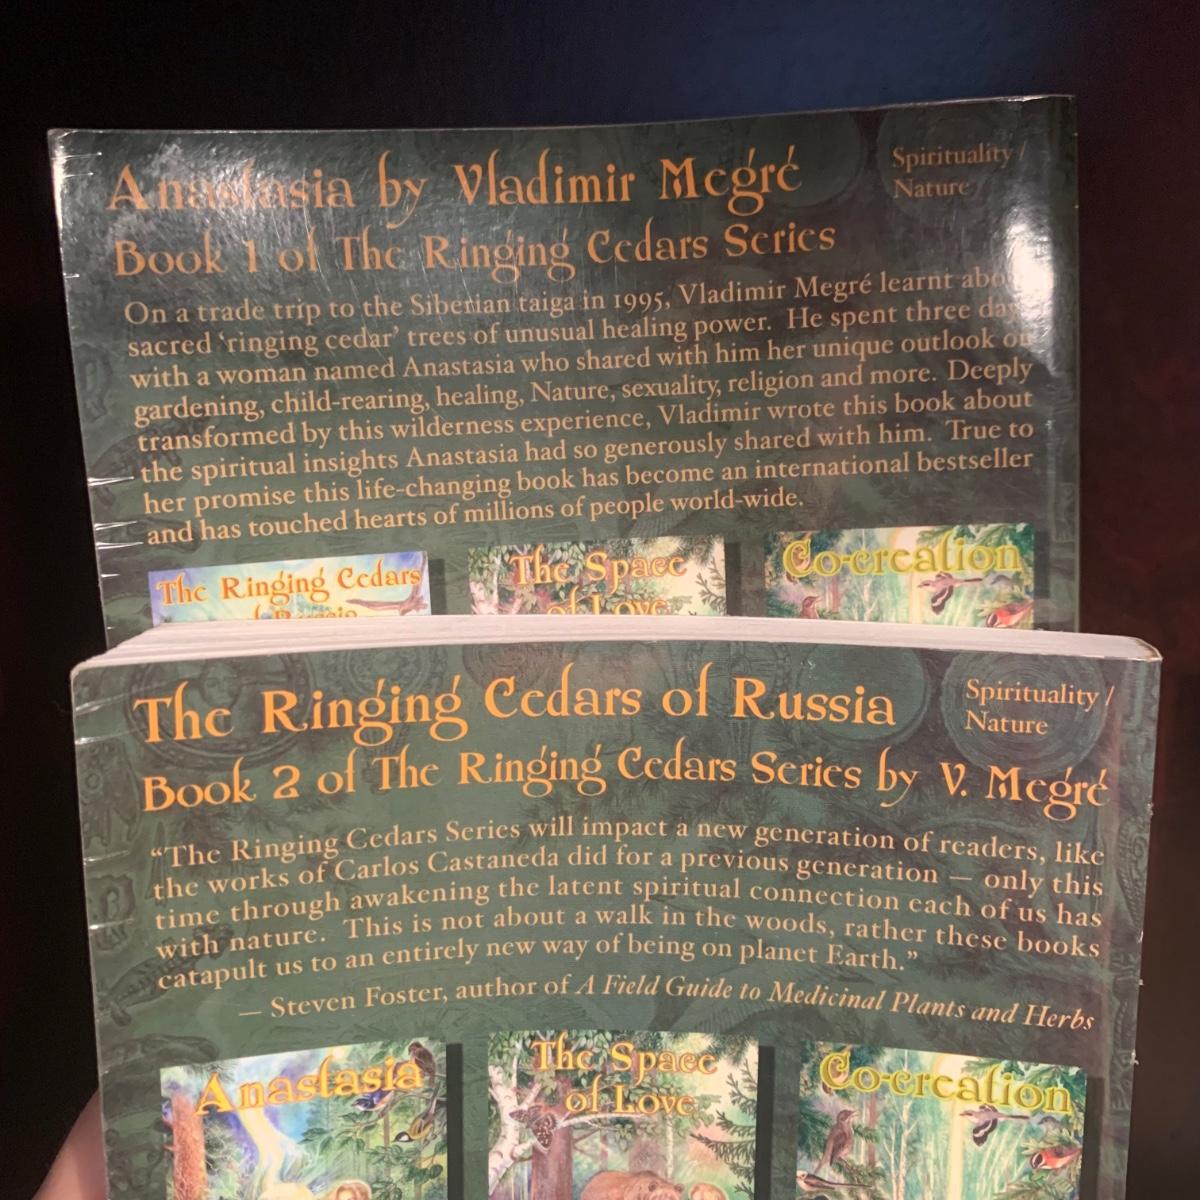 Anastasia by Vladimir Megré
Spirituality /
Nature
Book 1 of The Ringing Cedars Series
On a trade trip to the Siberian taiga in 1995, Vladimir Megré learnt about
sacred ‘ringing cedar’ trees of unusual healing power. He spent three days
with a woman named Anastasia who shared with him her unique outlook on
gardening, child-rearing, healing, Nature, sexuality, religion and more. Deeply
transformed by this wilderness experience, Vladimir wrote this book about
the spiritual insights Anastasia had so generously shared with him. True to
her promise this life-changing book has become an international bestseller
and has touched hearts of millions of people world-wide.
The Ringing Cedars
of Russia
The Space
of Love
Co-creation
The Ringing Cedars of Russia
Spirituality /
Nature
Book 2 of The Ringing Cedars Series by V. Megré
“The Ringing Cedars Series will impact a new generation of readers, like
the works of Carlos Castaneda did for a previous generation — only this
time through awakening the latent spiritual connection each of us has
with nature. This is not about a walk in the woods, rather these books
catapult us to an entirely new way of being on planet Earth.”
— Steven Foster, author of A Field Guide to Medicinal Plants and Herbs
Anastasia
The Space
of Love
Co-creation